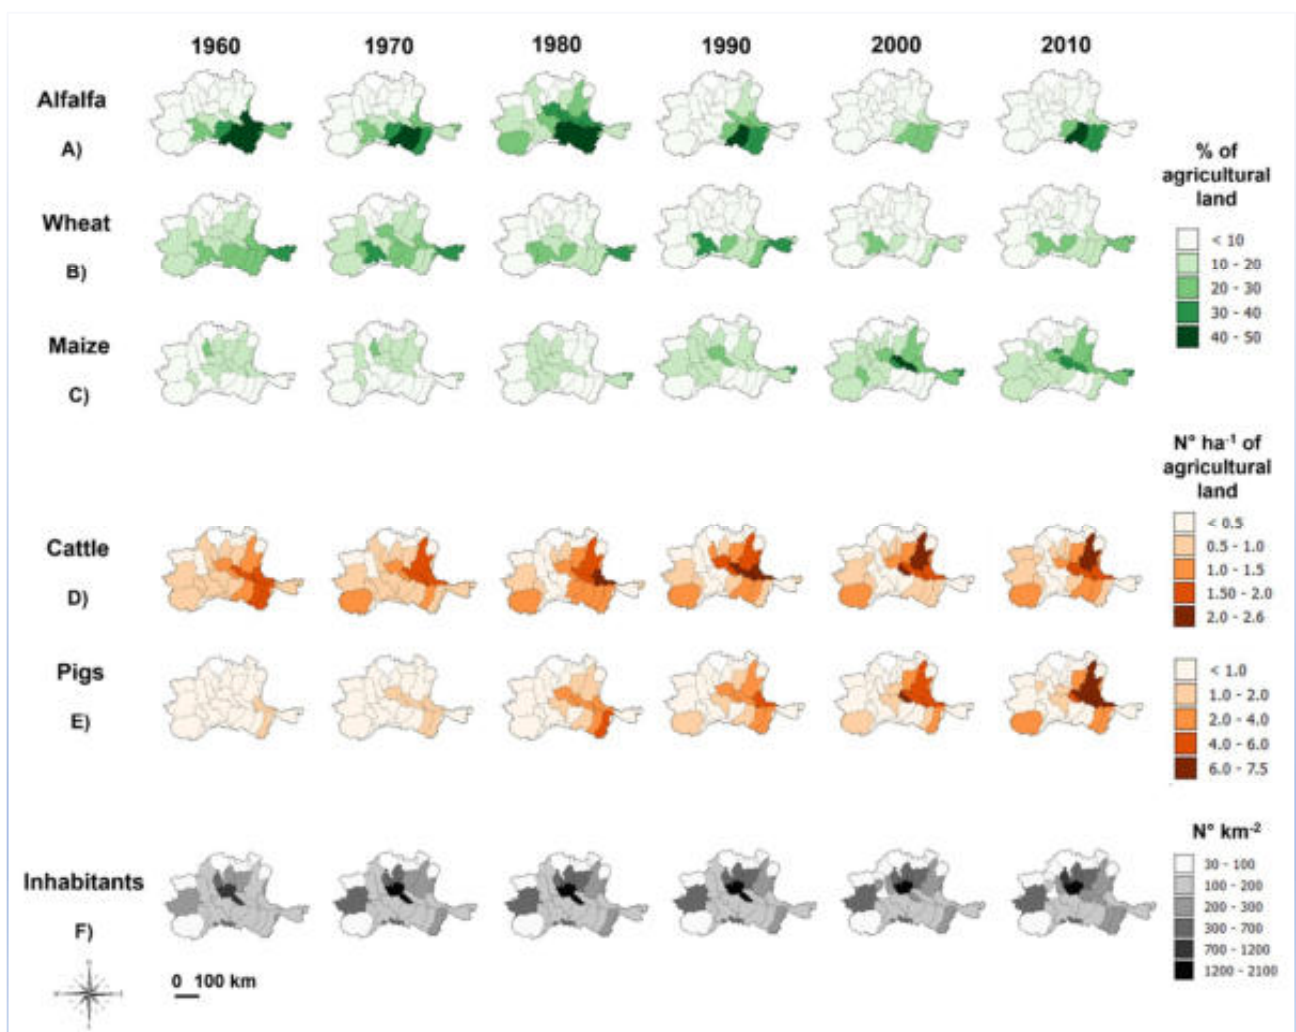 1960 1970 1980 1990 2000 2010
Alfalfa
A)
% of
agricultural
land
Wheat
B)
< 10
10 - 20
20 - 30
30 - 40
40 - 50
Maize
C)
N° ha-1 of
agricultural
land
Cattle
D)
< 0.5
0.5 - 1.0
1.0 - 1.5
1.50 - 2.0
2.0 - 2.6
Pigs
E)
< 1.0
1.0 - 2.0
2.0 - 4.0
4.0 - 6.0
6.0 - 7.5
N° km-2
Inhabitants
F)
30 - 100
100 - 200
200 - 300
300 - 700
700 - 1200
1200 - 2100
0 100 km